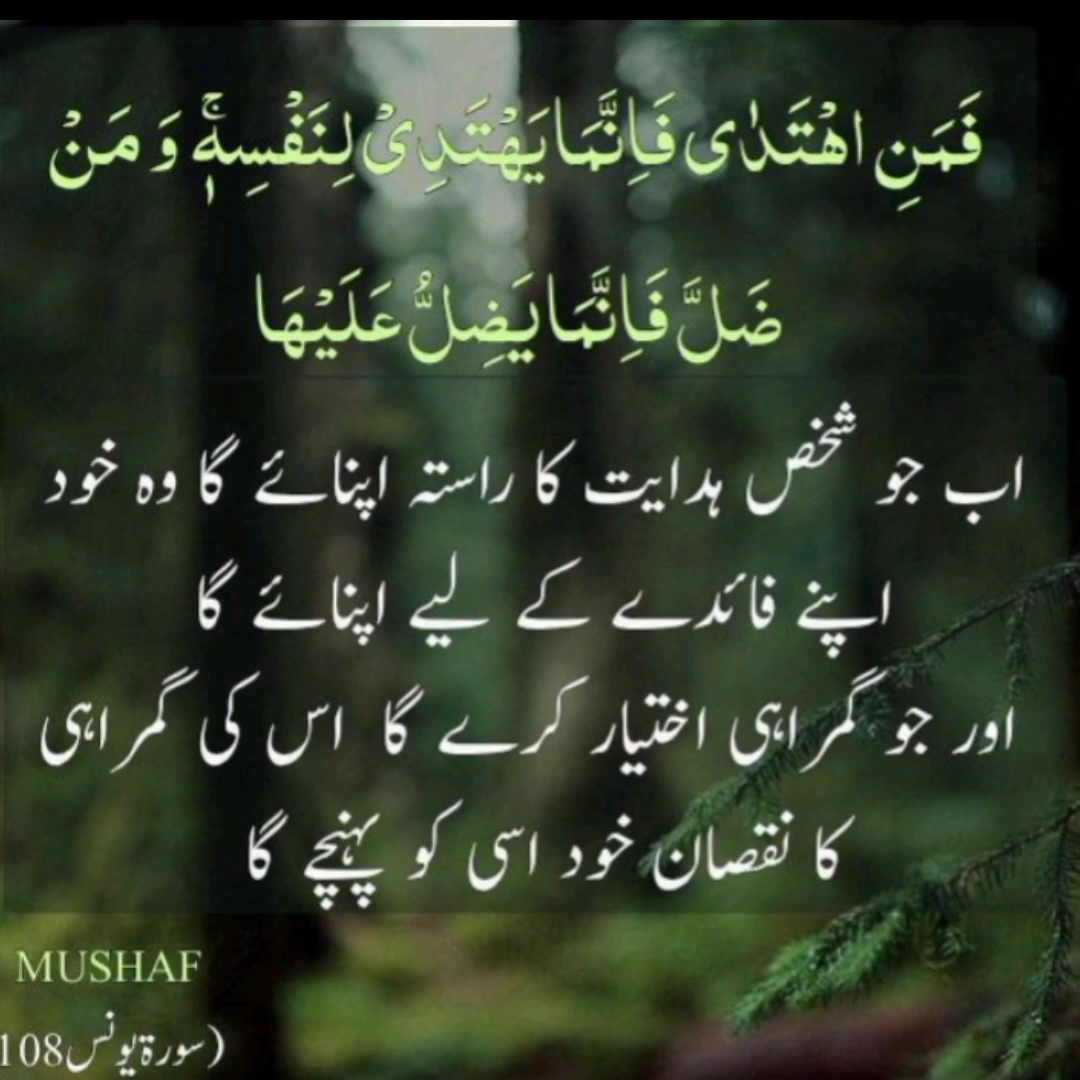 فَمَنِ اهْتَدٰی فَاِنَّمَا یَهْتَدِیْ لِنَفْسِهٖۚ وَ مَنْ
ضَلَّ فَاِنَّمَا یَضِلُّ عَلَیْهَا
اب جو شخص ہدایت کا راستہ اپنائے گا وہ خود
اپنے فائدے کے لیے اپنائے گا
اور جو گمراہی اختیار کرے گا اس کی گمراہی
کا نقصان خود اسی کو پہنچے گا
MUSHAF
(سورۃ یونس108